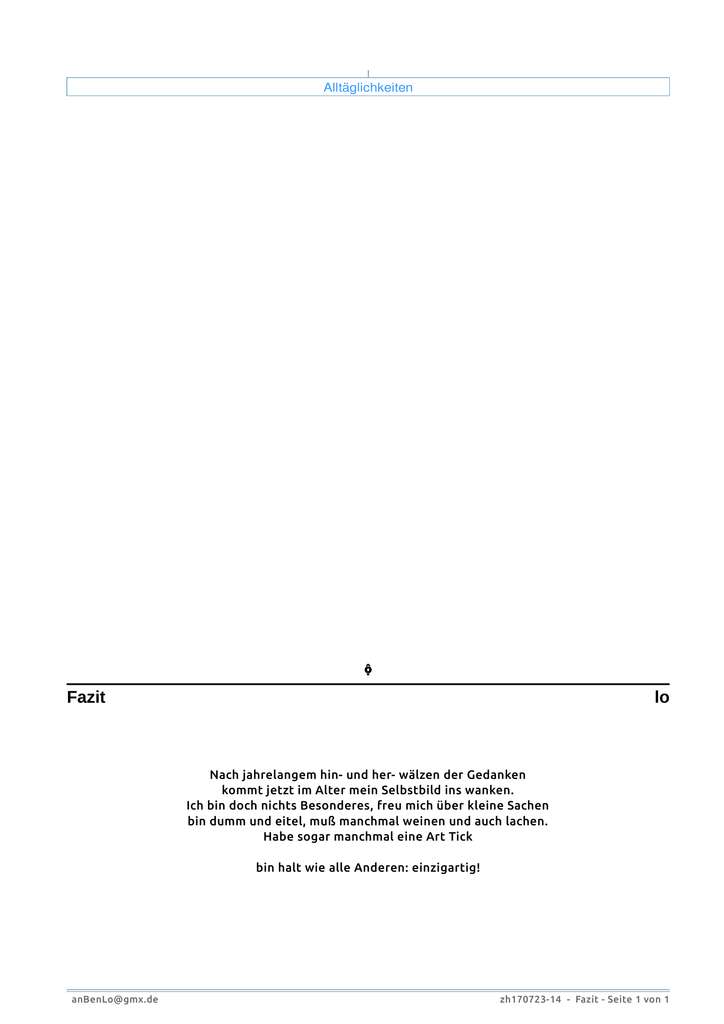 Alltäglichkeiten
Fazit lo
Nach jahrelangem hin- und her- wälzen der Gedanken
kommt jetzt im Alter mein Selbstbild ins wanken.
Ich bin doch nichts Besonderes, freu mich über kleine Sachen
bin dumm und eitel, muß manchmal weinen und auch lachen.
Habe sogar manchmal eine Art Tick
bin halt wie alle Anderen: einzigartig!
anBenLo@gmx.de zh170723-14 - Fazit - Seite 1 von 1